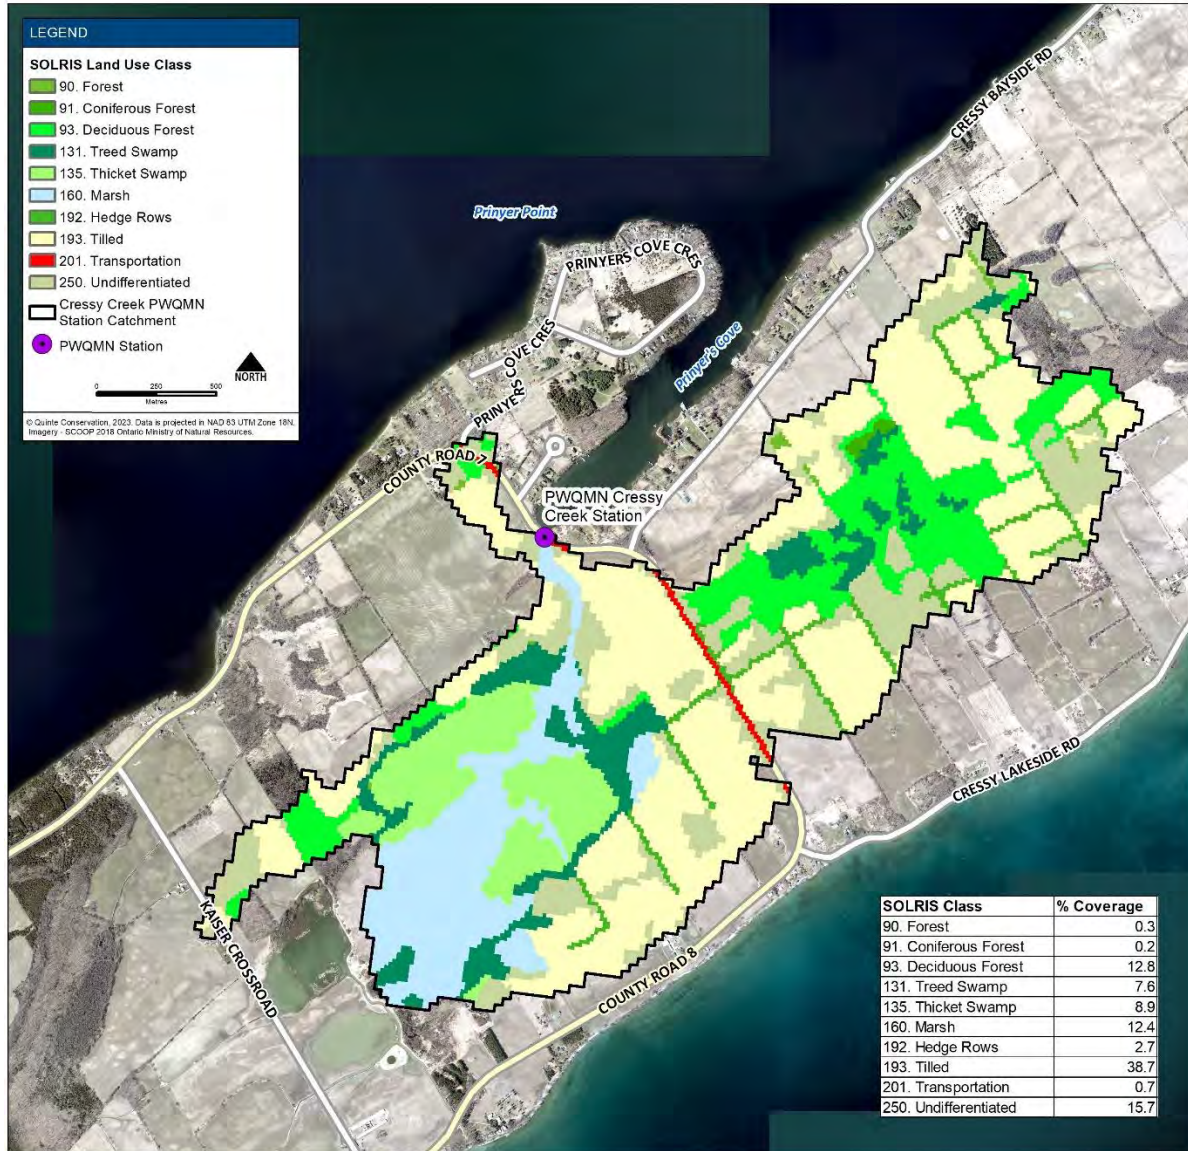 LEGEND
SOLRIS Land Use Class
90. Forest
91. Coniferous Forest
93. Deciduous Forest
131. Treed Swamp
135. Thicket Swamp
160. Marsh
192. Hedge Rows
193. Tilled
201. Transportation
250. Undifferentiated
Cressy Creek PWQMN
Station Catchment
PWQMN Station
NORTH
0 250 500
Metres
© Quinte Conservation, 2023. Data is projected in NAD 83 UTM Zone 18N.
Imagery - SCOOP 2018 Ontario Ministry of Natural Resources.
CRESSY BAYSIDE RD
Prinyer Point
PRINYERS COVE CRES
PRINYERS COVE CRES
Prinyer's Cove
COUNTY ROAD 7
PWQMN Cressy
Creek Station
CRESSY LAKESIDE RD
KAISER CROSSROAD
COUNTY ROAD 8
SOLRIS Class % Coverage
90. Forest 0.3
91. Coniferous Forest 0.2
93. Deciduous Forest 12.8
131. Treed Swamp 7.6
135. Thicket Swamp 8.9
160. Marsh 12.4
192. Hedge Rows 2.7
193. Tilled 38.7
201. Transportation 0.7
250. Undifferentiated 15.7